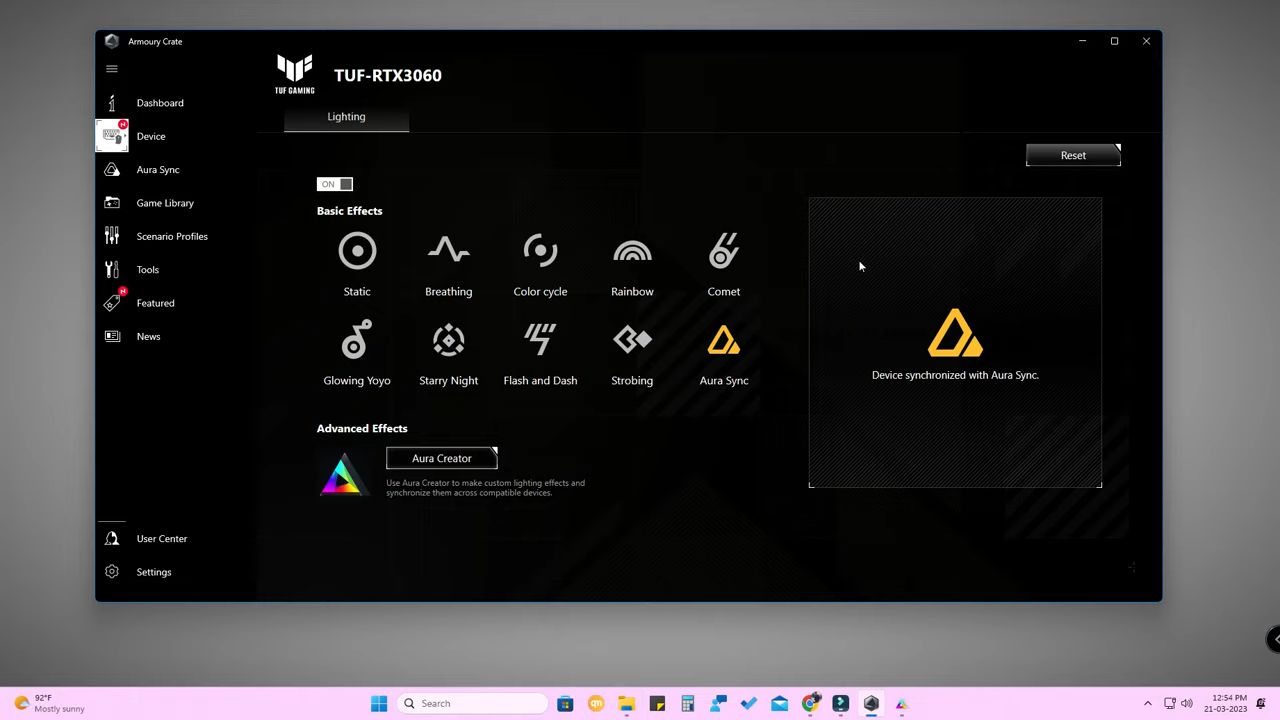 Armoury Crate
TUF GAMING
TUF-RTX3060
Lighting
Dashboard
Device
Aura Sync
Game Library
Scenario Profiles
Tools
Featured
News
User Center
Settings
Reset
ON
Basic Effects
Static
Breathing
Color cycle
Rainbow
Comet
Glowing Yoyo
Starry Night
Flash and Dash
Strobing
Aura Sync
Device synchronized with Aura Sync.
Advanced Effects
Aura Creator
Use Aura Creator to make custom lighting effects and
synchronize them across compatible devices.
92°F
Mostly sunny
Search
12:54 PM
21-03-2023